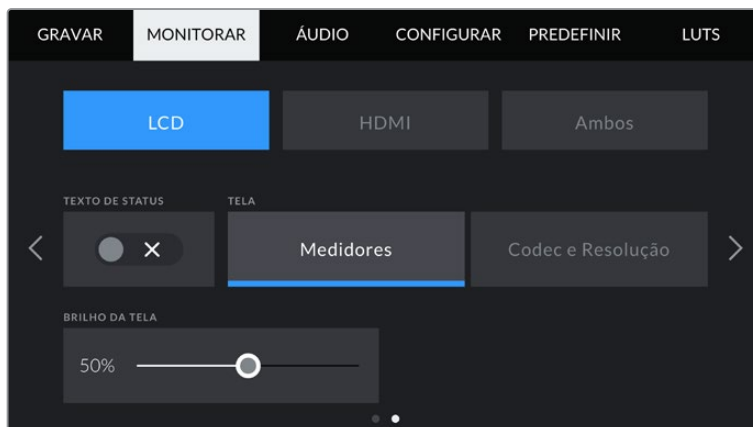 GRAVAR MONITORAR ÁUDIO CONFIGURAR PREDEFINIR LUTS
LCD HDMI Ambos
TEXTO DE STATUS TELA
Medidores Codec e Resolução
BRILHO DA TELA
50%